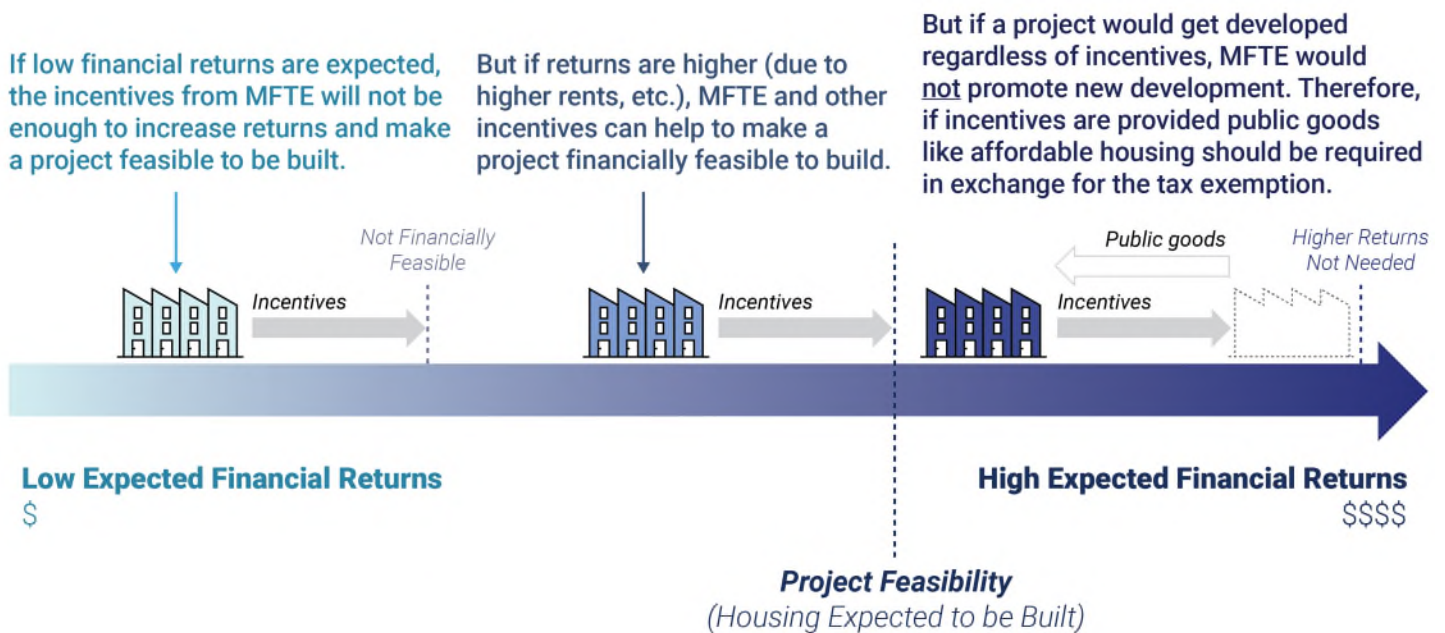 If low financial returns are expected,
the incentives from MFTE will not be
enough to increase returns and make
a project feasible to be built.
But if returns are higher (due to
higher rents, etc.), MFTE and other
incentives can help to make a
project financially feasible to build.
But if a project would get developed
regardless of incentives, MFTE would
not promote new development. Therefore,
if incentives are provided public goods
like affordable housing should be required
in exchange for the tax exemption.
Not Financially
Feasible
Public goods
Higher Returns
Not Needed
Incentives
Incentives
Incentives
Low Expected Financial Returns
$
High Expected Financial Returns
$$$$
Project Feasibility
(Housing Expected to be Built)